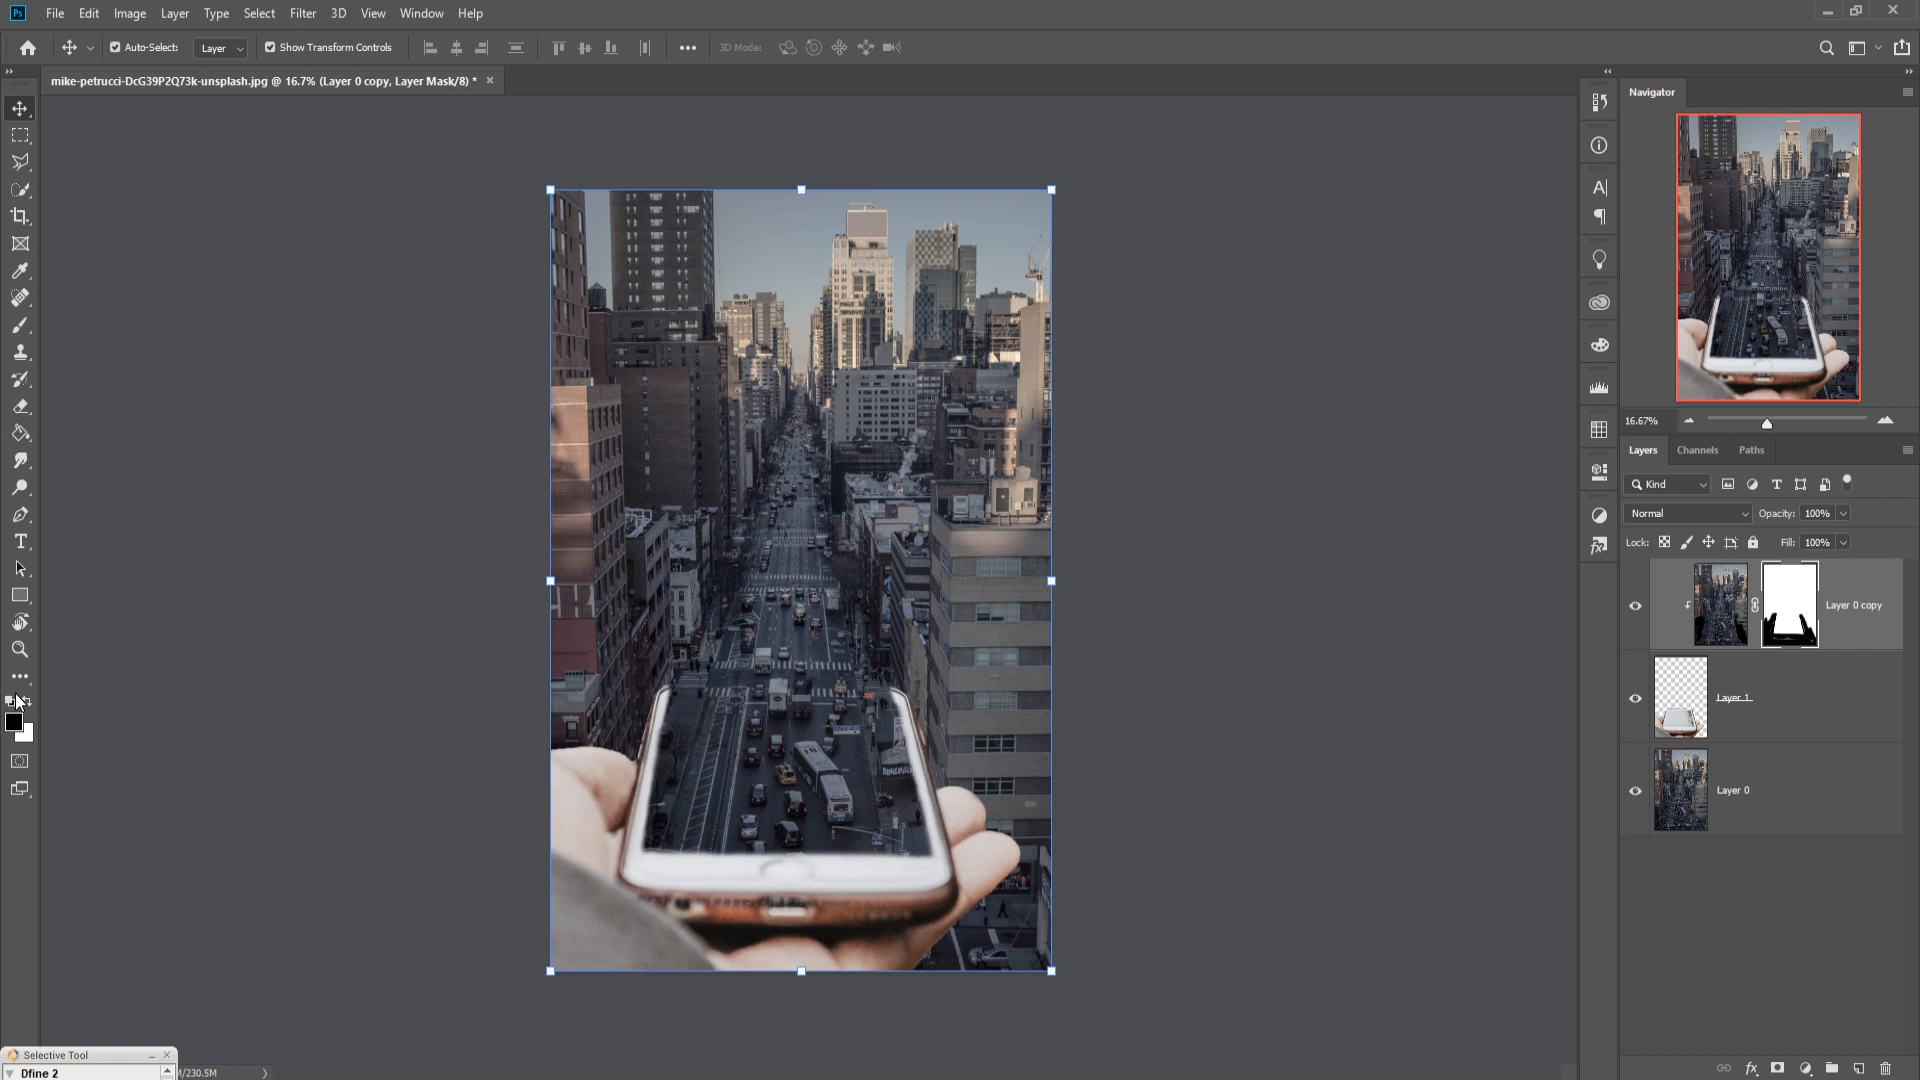 Ps File Edit Image Layer Type Select Filter 3D View Window Help
Auto-Select: Layer Show Transform Controls 3D Mode:
mike-petrucci-DcG39P2Q73k-unsplash.jpg @ 16.7% (Layer 0 copy, Layer Mask/8) *
Navigator
16.67%
Layers Channels Paths
Kind
Normal Opacity: 100%
Lock: Fill: 100%
Layer 0 copy
Layer 1
Layer 0
Selective Tool
Dfine 2
/230.5M